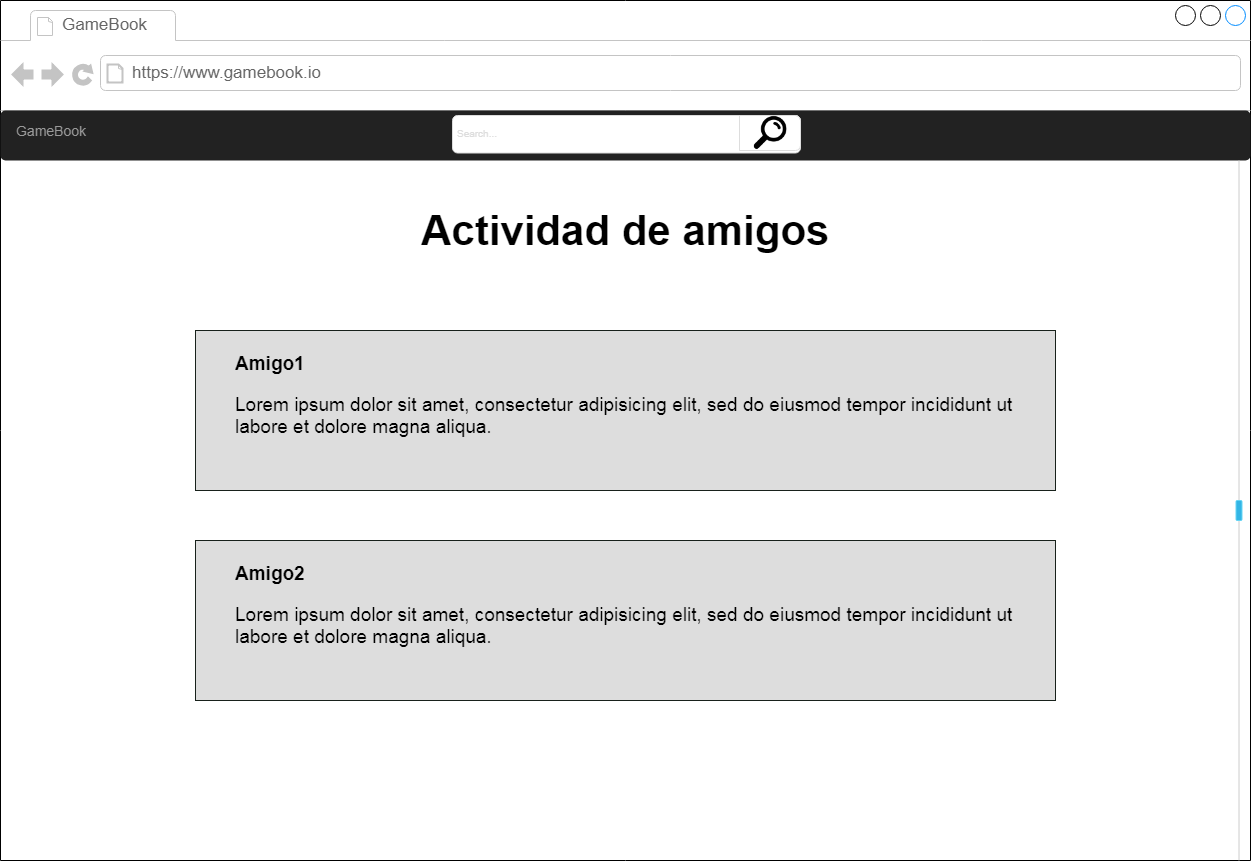 GameBook
https://www.gamebook.io
GameBook
Search...
Actividad de amigos
Amigo1
Lorem ipsum dolor sit amet, consectetur adipisicing elit, sed do eiusmod tempor incididunt ut
labore et dolore magna aliqua.
Amigo2
Lorem ipsum dolor sit amet, consectetur adipisicing elit, sed do eiusmod tempor incididunt ut
labore et dolore magna aliqua.